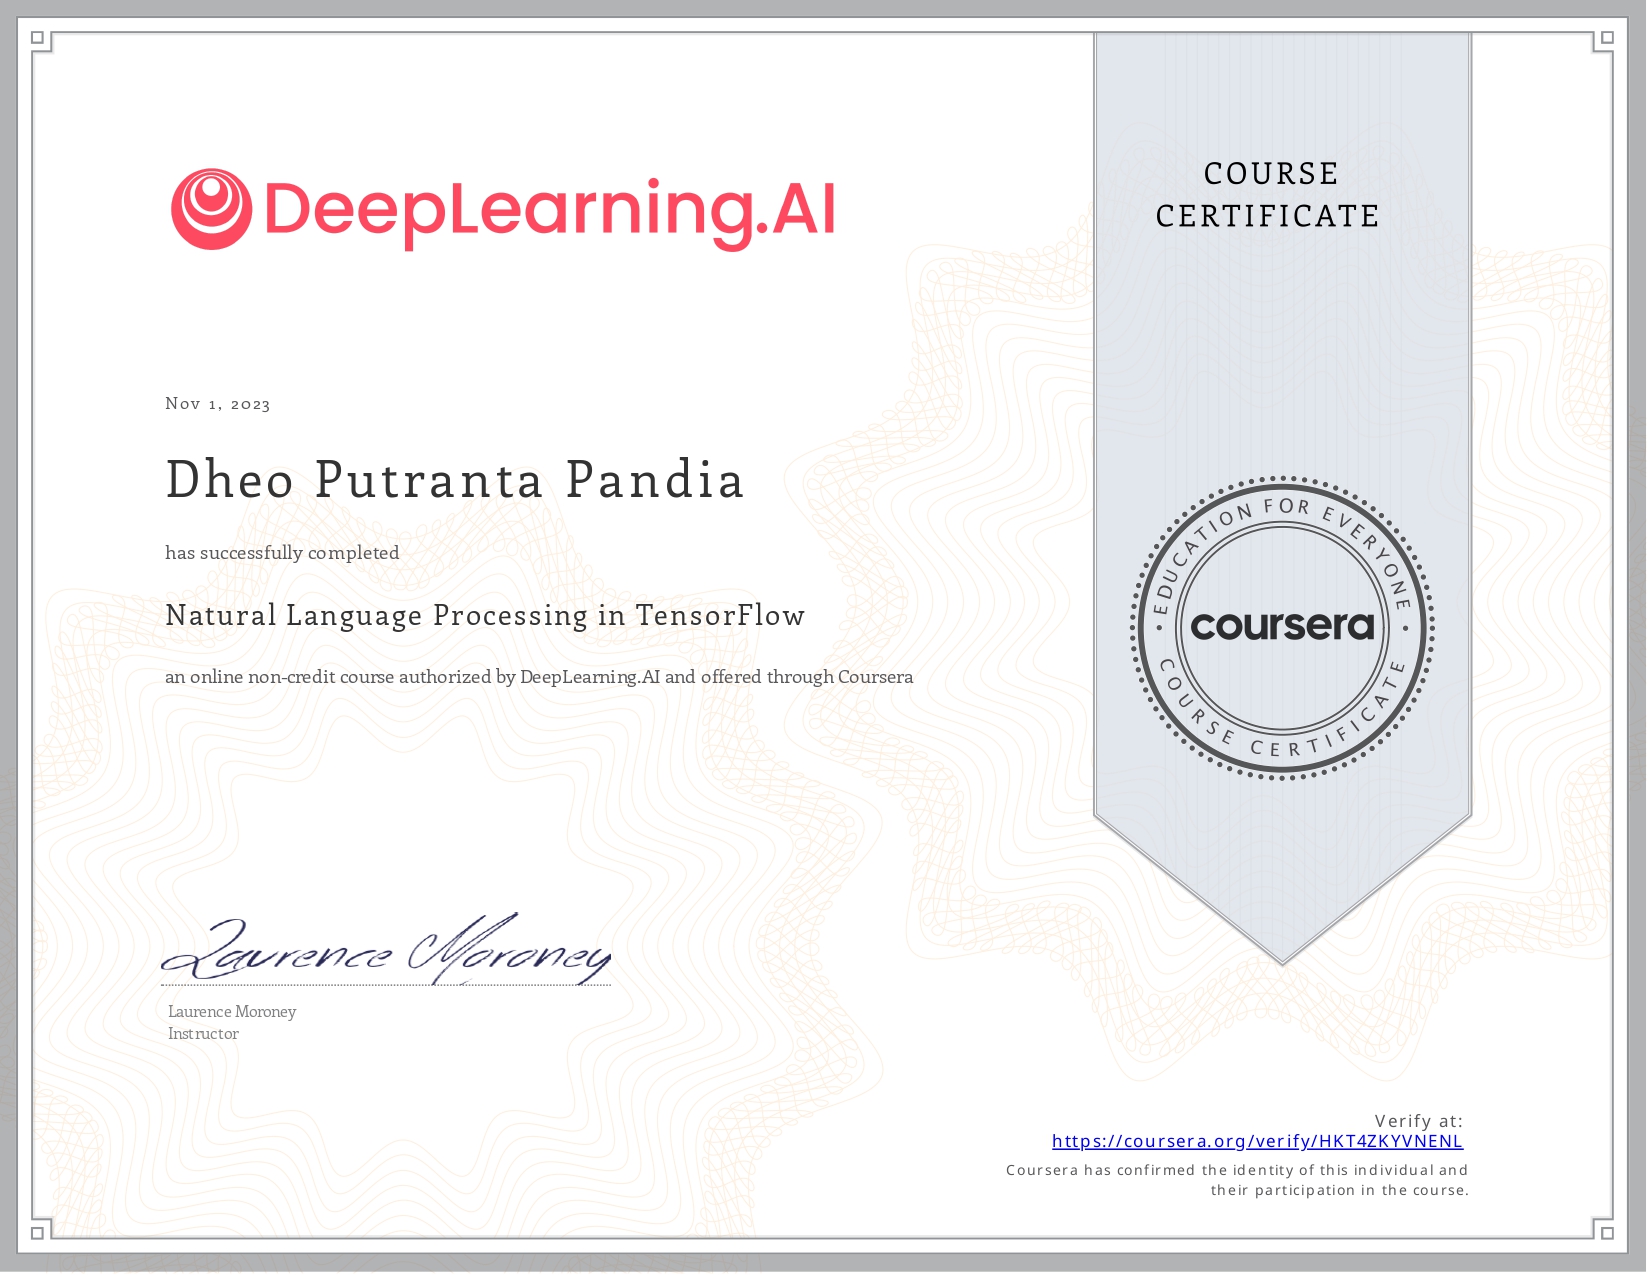 DeepLearning.AI
COURSE
CERTIFICATE
Nov 1, 2023
Dheo Putranta Pandia
has successfully completed
Natural Language Processing in TensorFlow
an online non-credit course authorized by DeepLearning.AI and offered through Coursera
EDUCATION FOR EVERYONE
coursera
COURSE CERTIFICATE
Laurence Moroney
Laurence Moroney
Instructor
Verify at:
https://coursera.org/verify/HKT4ZKYVNENL
Coursera has confirmed the identity of this individual and
their participation in the course.